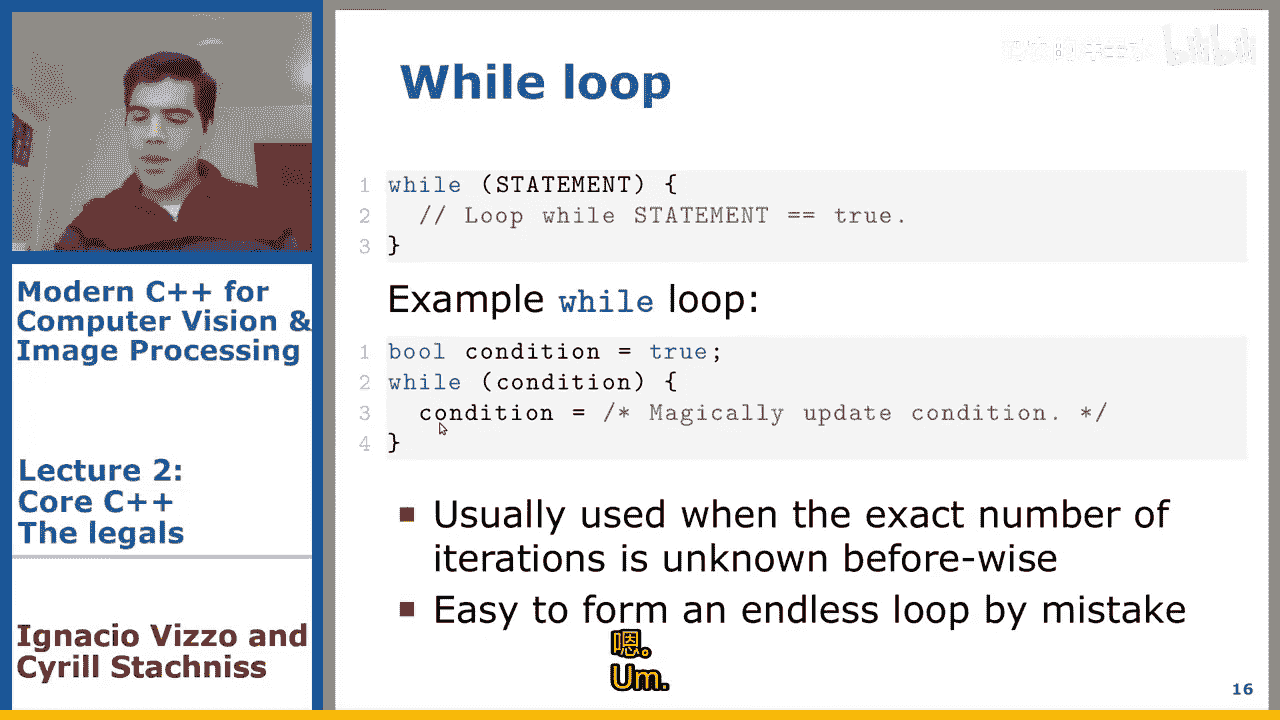 While loop
1 while (STATEMENT) {
2 // Loop while STATEMENT == true.
3 }
Example while loop:
1 bool condition = true;
2 while (condition) {
3 condition = /* Magically update condition. */
4 }
Usually used when the exact number of
iterations is unknown before-wise
Easy to form an endless loop by mistake
嗯。
Um.
16
Modern C++ for
Computer Vision &
Image Processing
Lecture 2:
Core C++
The legals
Ignacio Vizzo and
Cyrill Stachniss